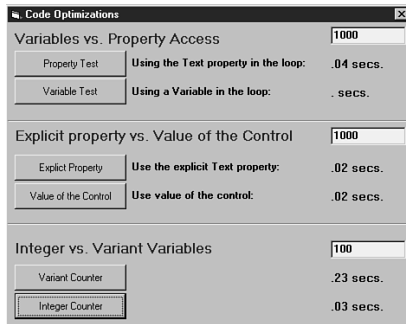 Code Optimizations
Variables vs. Property Access 1000
Property Test Using the Text property in the loop: .04 secs.
Variable Test Using a Variable in the loop: . secs.
Explicit property vs. Value of the Control 1000
Explict Property Use the explicit Text property: .02 secs.
Value of the Control Use value of the control: .02 secs.
Integer vs. Variant Variables 100
Variant Counter .23 secs.
Integer Counter .03 secs.